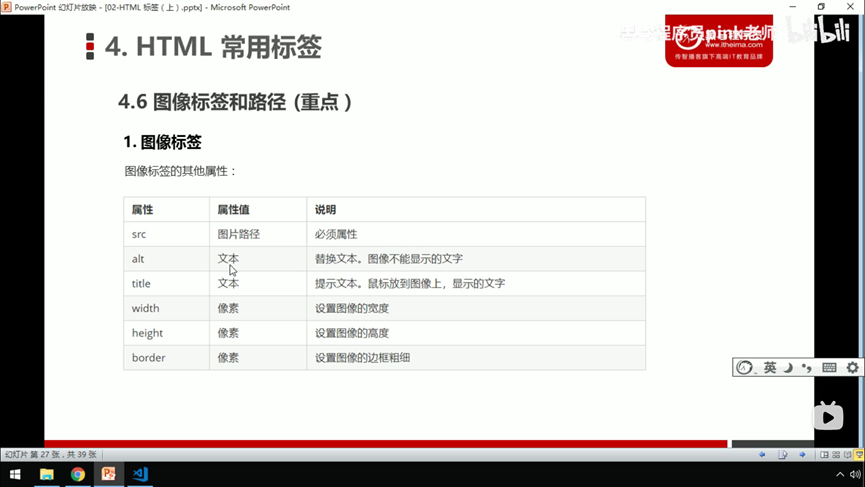 PowerPoint 幻灯片放映 - [02-HTML 标签（上）.pptx] - Microsoft PowerPoint
4. HTML 常用标签
程序员pink老师
bilibili
www.itheima.com
传智播客旗下高端IT教育品牌
4.6 图像标签和路径 (重点 )
1. 图像标签
图像标签的其他属性：
属性 属性值 说明
src 图片路径 必须属性
alt 文本 替换文本。图像不能显示的文字
title 文本 提示文本。鼠标放到图像上，显示的文字
width 像素 设置图像的宽度
height 像素 设置图像的高度
border 像素 设置图像的边框粗细
英
幻灯片 第 27 张，共 39 张